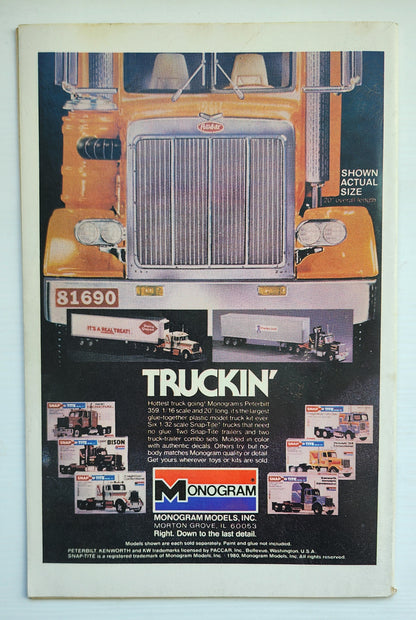 Peterbilt
SHOWN
ACTUAL
SIZE
20" overall length
81690
IT'S A REAL TREAT!
TRUCKIN'
Hottest truck going! Monogram's Peterbilt
359. 1/16 scale and 20" long, it's the largest
glue-together plastic model truck kit ever.
Six 1/32 scale Snap-Tite® trucks that need
no glue. Two Snap-Tite trailers and two
truck-trailer combo sets. Molded in color
with authentic decals. Others try, but no-
body matches Monogram quality or detail.
Get yours wherever toys or kits are sold.
SNAP TITE
SNAP TITE BISON
SNAP TITE
SNAP TITE
SNAP TITE
SNAP TITE
MONOGRAM
MONOGRAM MODELS, INC.
MORTON GROVE, IL 60053
Right. Down to the last detail.
Models shown are each sold separately. Paint and glue not included.
PETERBILT, KENWORTH and KW trademarks licensed by PACCAR, Inc., Bellevue, Washington, U.S.A.
SNAP-TITE is a registered trademark of Monogram Models, Inc. ©1980, Monogram Models, Inc. All rights reserved.